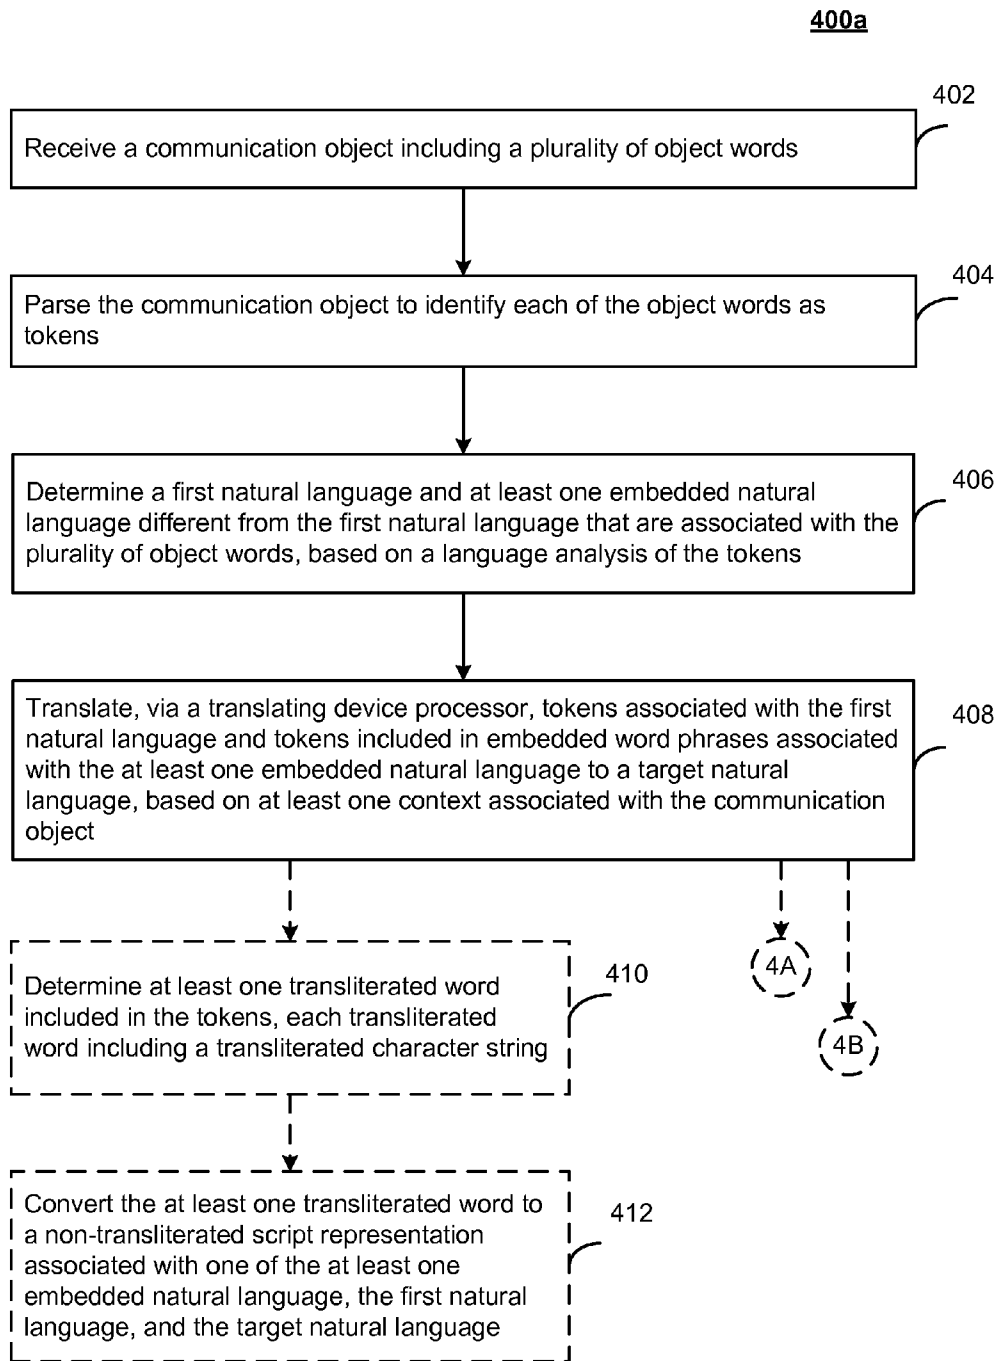 400a
402
Receive a communication object including a plurality of object words
404
Parse the communication object to identify each of the object words as
tokens
406
Determine a first natural language and at least one embedded natural
language different from the first natural language that are associated with the
plurality of object words, based on a language analysis of the tokens
408
Translate, via a translating device processor, tokens associated with the first
natural language and tokens included in embedded word phrases associated
with the at least one embedded natural language to a target natural
language, based on at least one context associated with the communication
object
4A
4B
410
Determine at least one transliterated word
included in the tokens, each transliterated
word including a transliterated character string
412
Convert the at least one transliterated word to
a non-transliterated script representation
associated with one of the at least one
embedded natural language, the first natural
language, and the target natural language